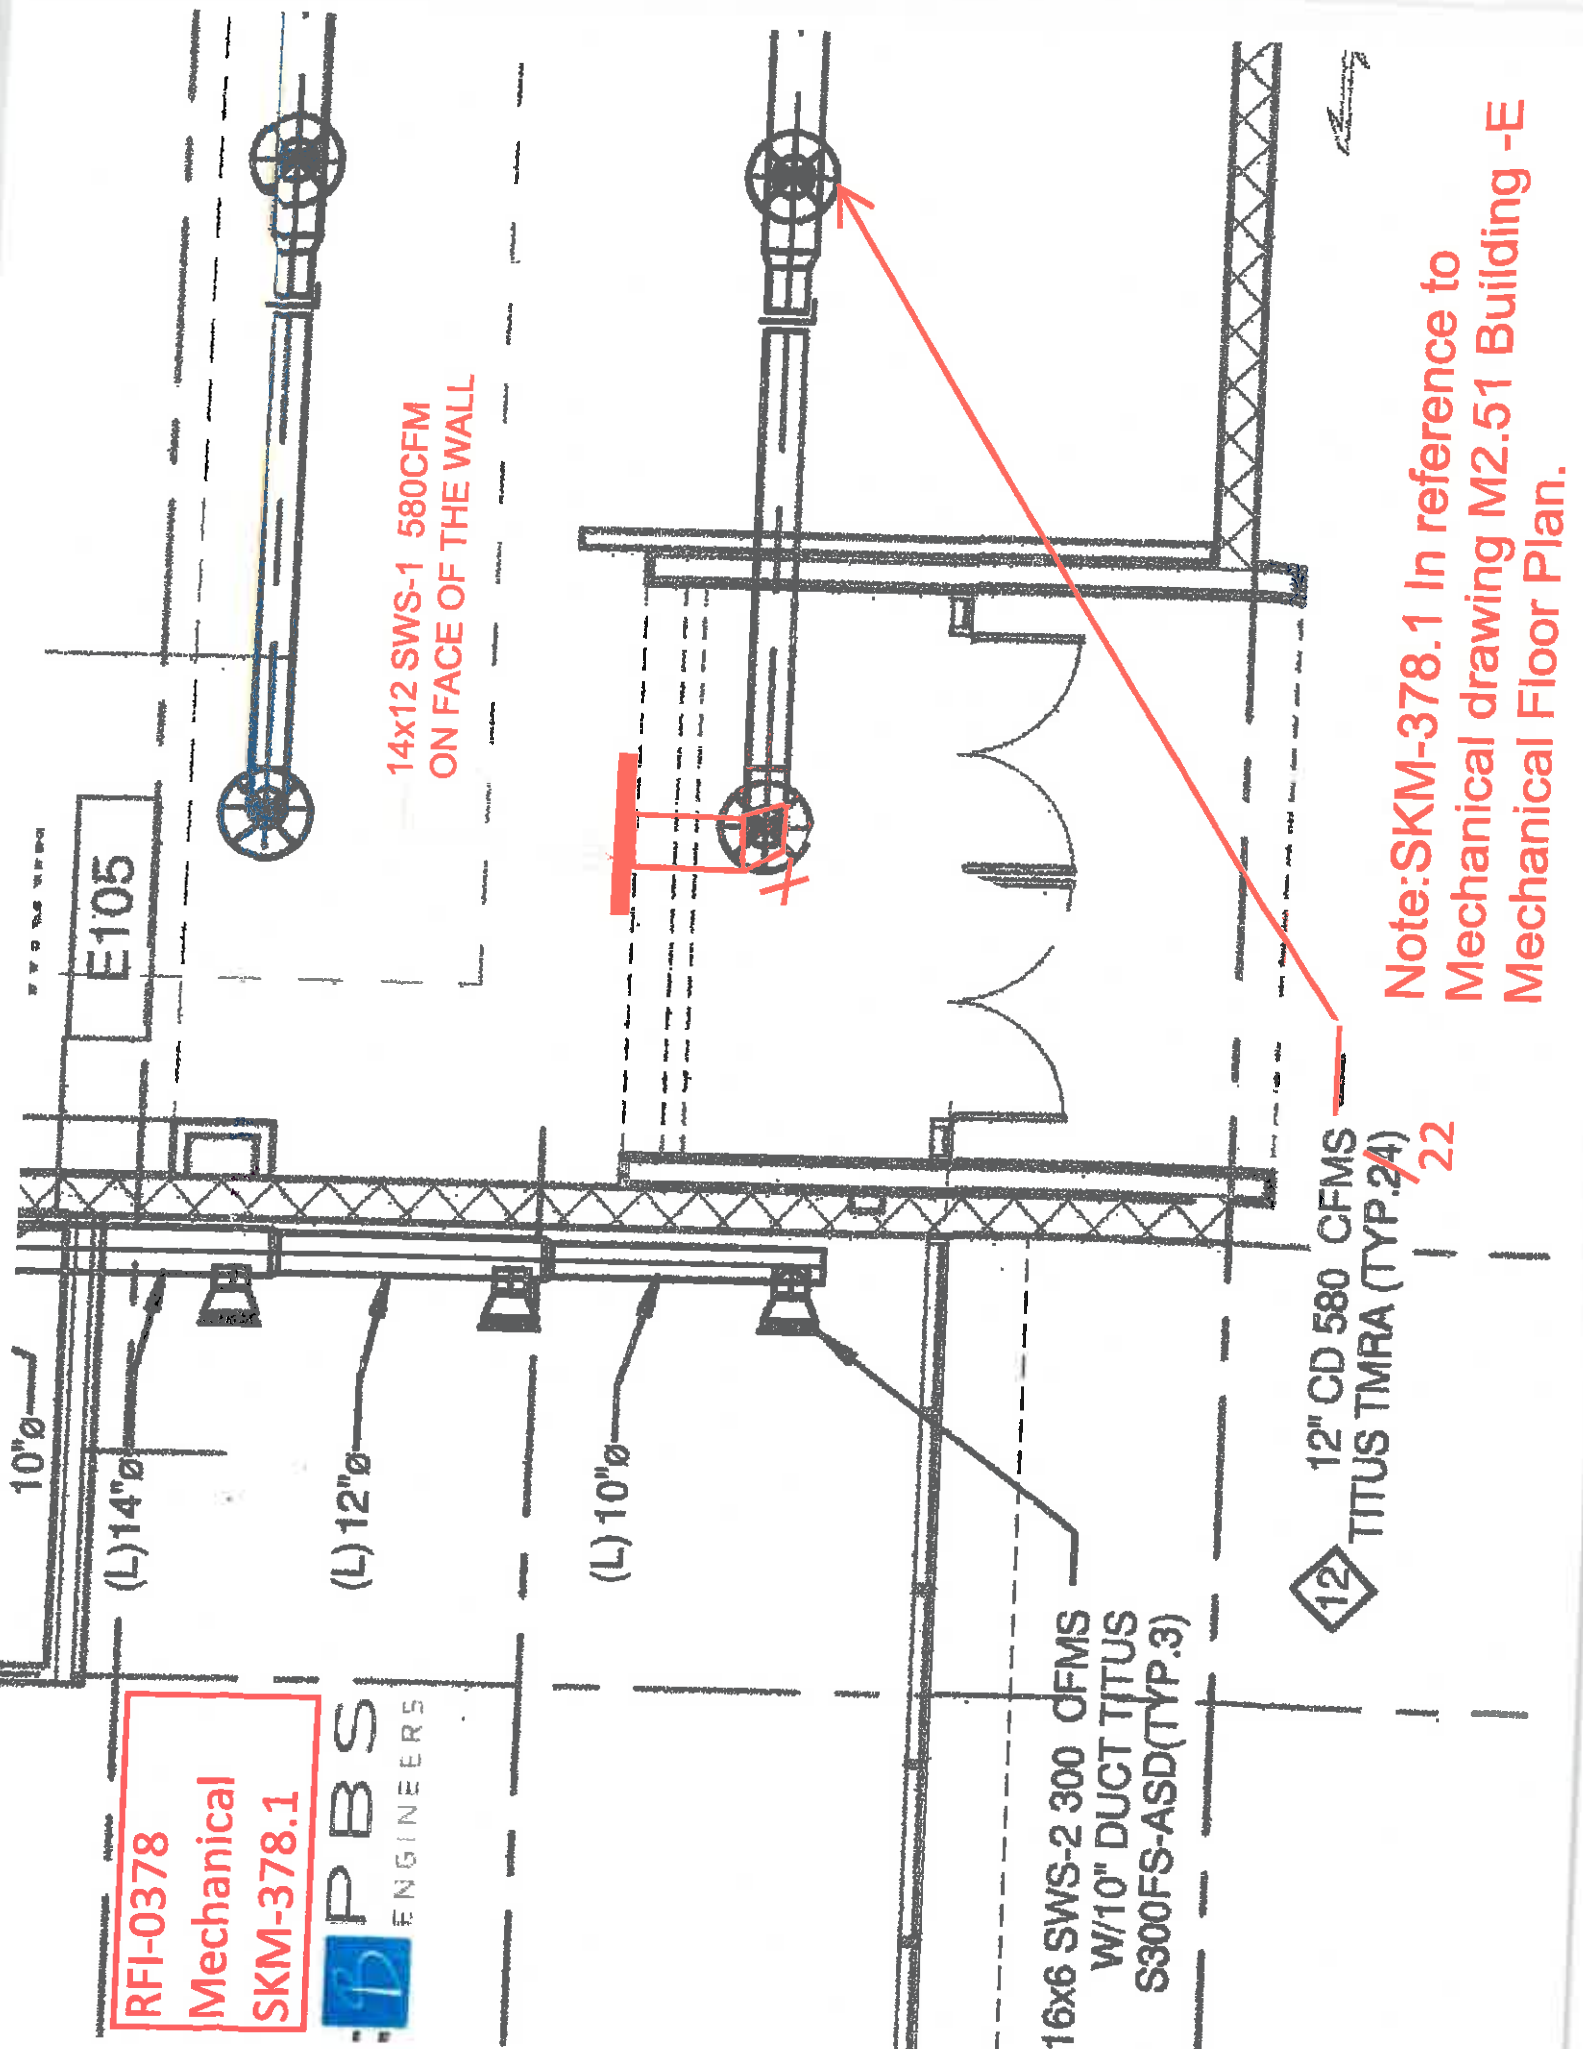 RFI-0378
Mechanical
SKM-378.1
PBS
ENGINEERS
10"ø
(L)14"ø
(L) 12"ø
(L) 10"ø
E105
14x12 SWS-1 580CFM
ON FACE OF THE WALL
16x6 SWS-2 300 CFMS
W/10" DUCT TITUS
S300FS-ASD(TYP.3)
12
12" CD 580 CFMS
TITUS TMRA (TYP.24)
22
Note:SKM-378.1 In reference to
Mechanical drawing M2.51 Building -E
Mechanical Floor Plan.